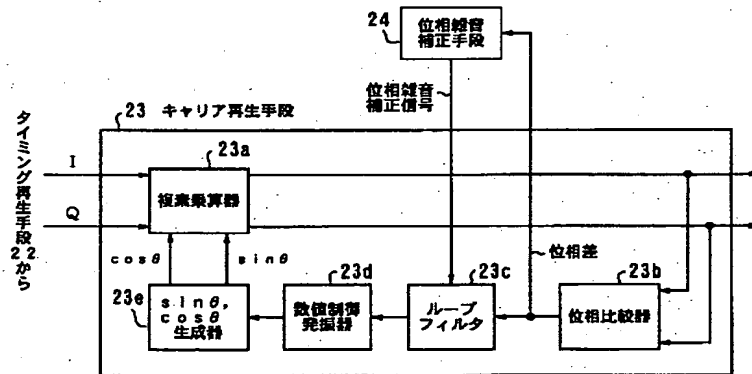 24
位相雑音
補正手段
位相雑音
補正信号
タイミング再生手段22から
23 キャリア再生手段
23a
I
複素乗算器
Q
cosθ
sinθ
位相差
23e
sinθ,
cosθ
生成器
23d
数値制御
発振器
23c
ループ
フィルタ
23b
位相比較器